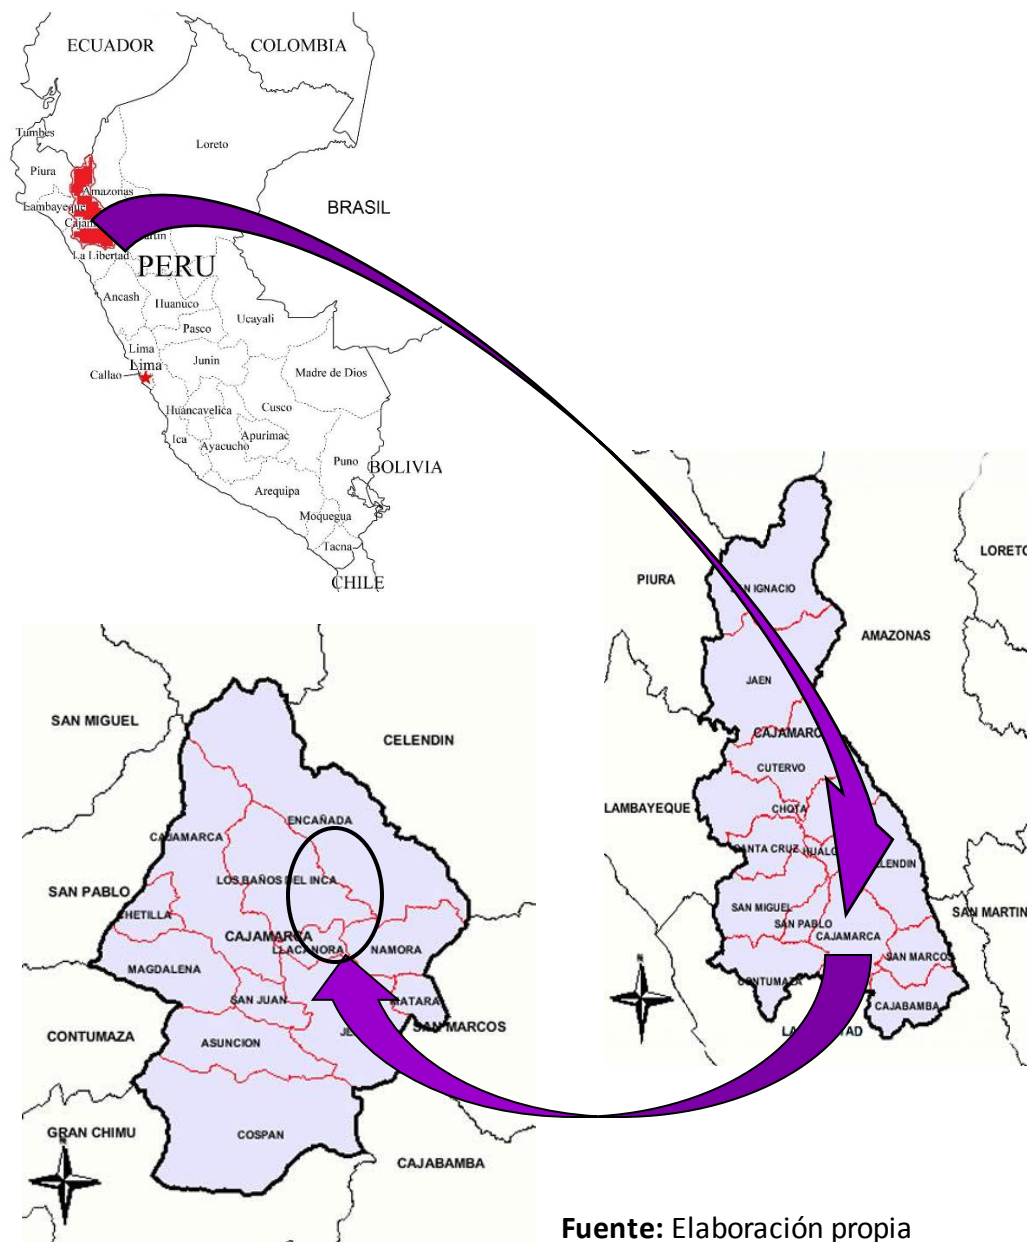 ECUADOR
COLOMBIA
Tumbes
Loreto
Piura
Amazonas
Lambayeque
BRASIL
La Libertad
PERU
Ancash
Huanuco
Ucayali
Pasco
Lima
Lima
Junin
Callao
Madre de Dios
Huancavelica
Cusco
Ica
Ayacucho
Apurimac
Puno
BOLIVIA
Arequipa
Moquegua
Tacna
CHILE
LORETO
PIURA
AMAZONAS
JAEN
CUTERVO
LAMBAYEQUE
CHOTA
SAN MIGUEL
SAN PABLO
SAN MARTIN
CAJAMARCA
SAN MARCOS
CONTUMAZA
CAJABAMBA
N
SAN MIGUEL
CELENDIN
ENCAÑADA
CAJAMARCA
LOS BAÑOS DEL INCA
SAN PABLO
CHETILLA
CAJAMARCA
LLACANORA
NAMORA
MAGDALENA
SAN JUAN
MATARA
SAN MARCOS
CONTUMAZA
ASUNCION
GRAN CHIMU
COSPAN
CAJABAMBA
N
Fuente: Elaboración propia